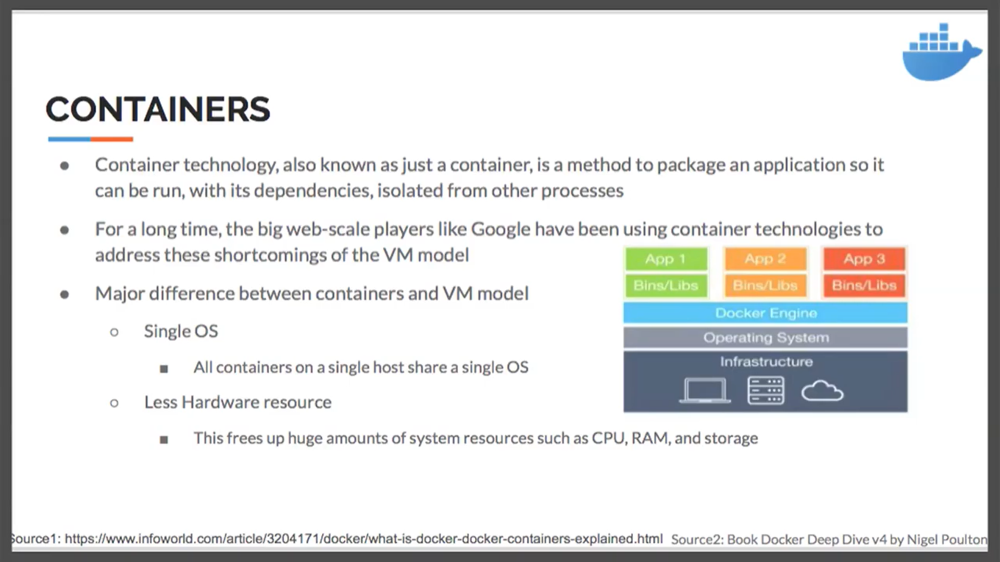 CONTAINERS
Container technology, also known as just a container, is a method to package an application so it
can be run, with its dependencies, isolated from other processes
For a long time, the big web-scale players like Google have been using container technologies to
address these shortcomings of the VM model
Major difference between containers and VM model
Single OS
All containers on a single host share a single OS
Less Hardware resource
This frees up huge amounts of system resources such as CPU, RAM, and storage
App 1 App 2 App 3
Bins/Libs Bins/Libs Bins/Libs
Docker Engine
Operating System
Infrastructure
Source1: https://www.infoworld.com/article/3204171/docker/what-is-docker-docker-containers-explained.html Source2: Book Docker Deep Dive v4 by Nigel Poulton